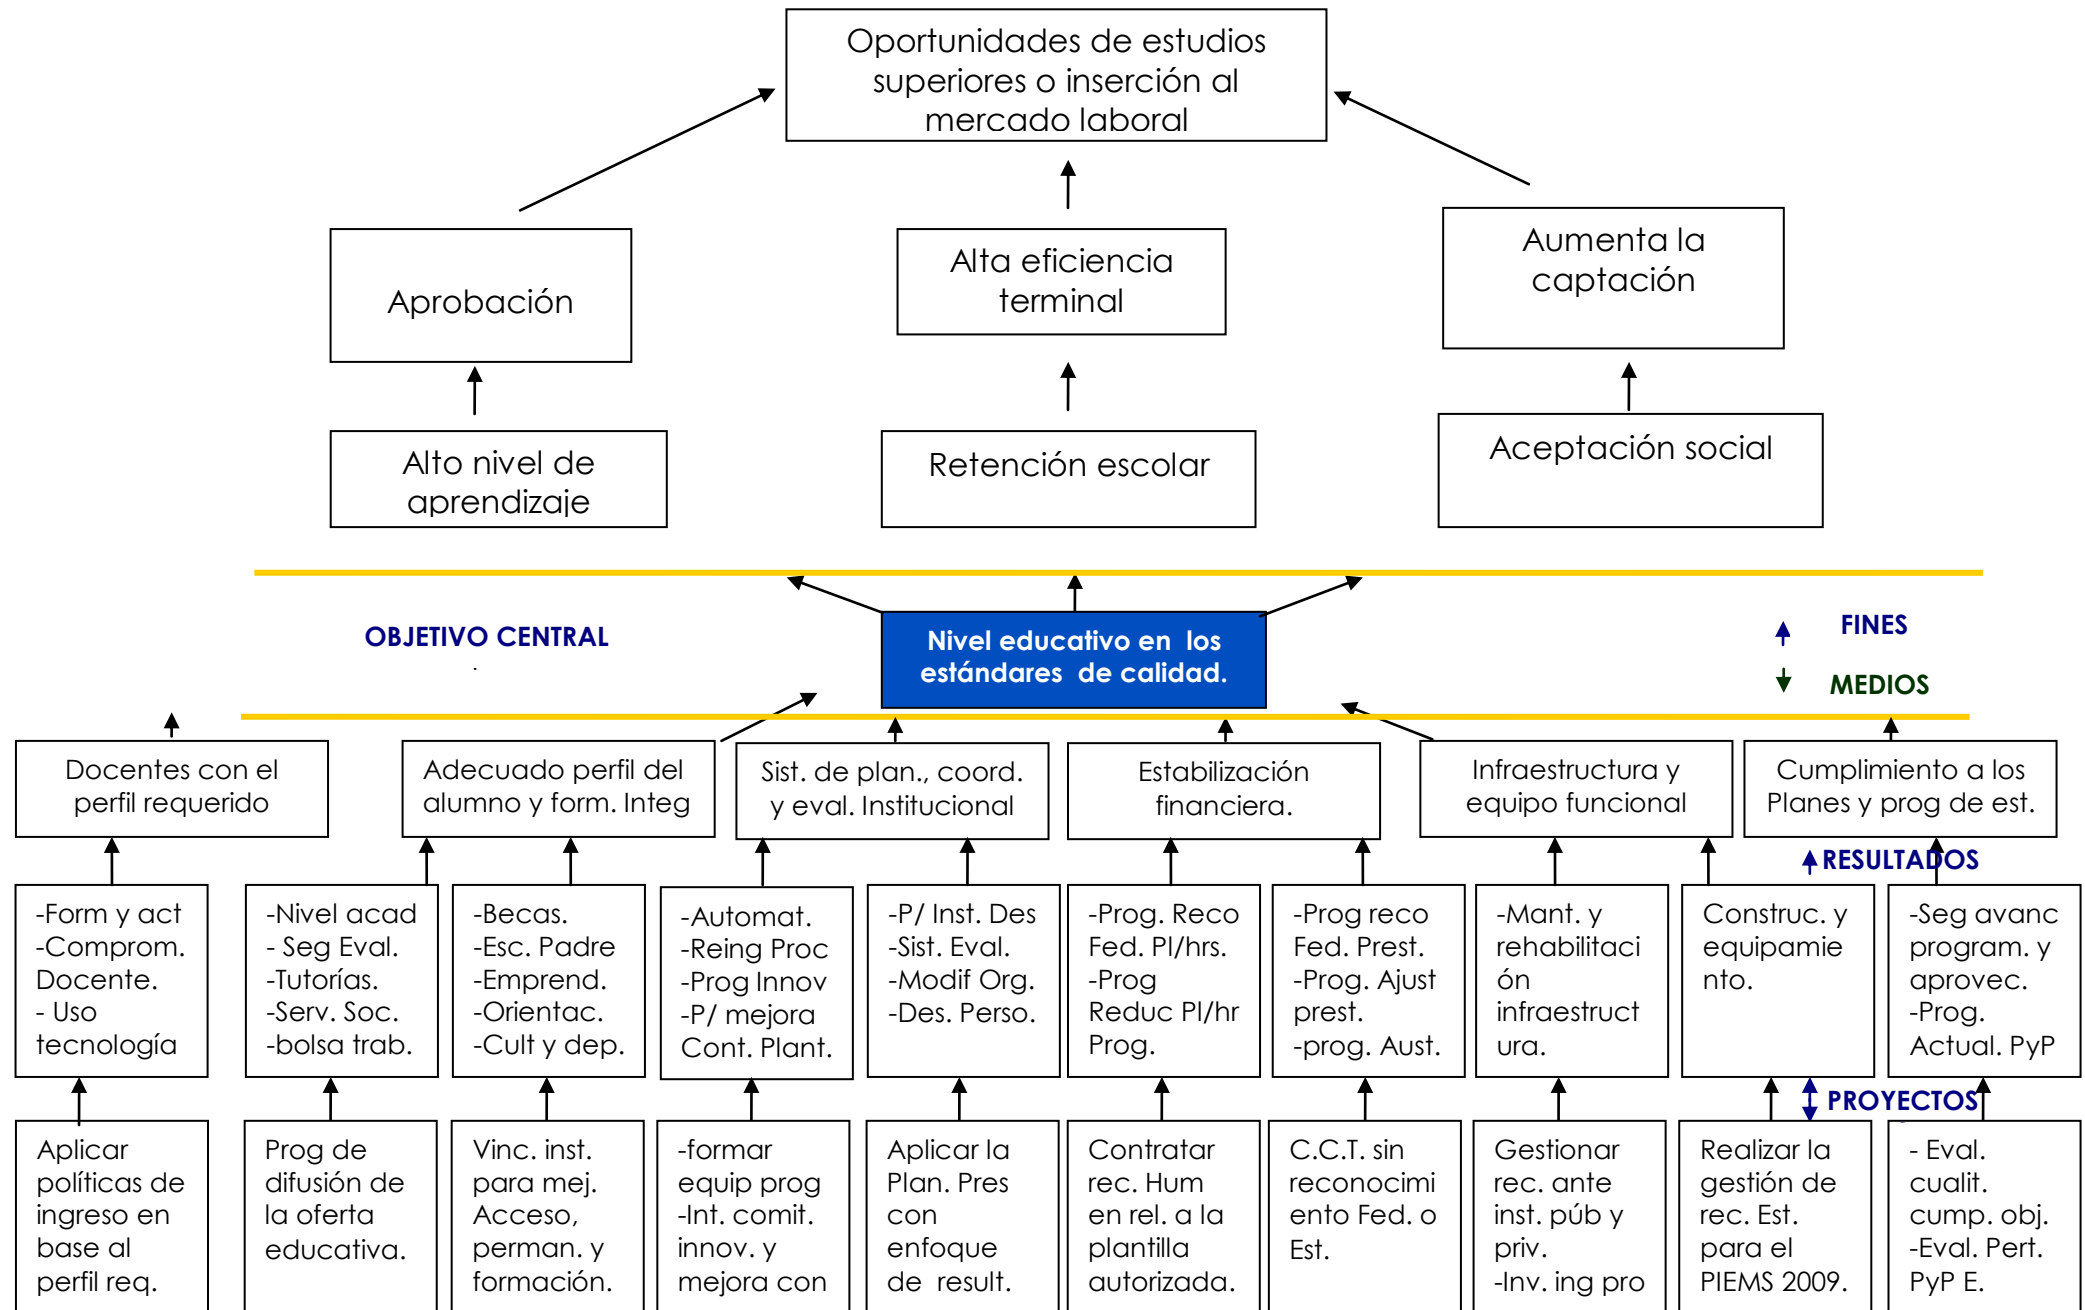 Oportunidades de estudios
superiores o inserción al
mercado laboral
Aprobación
Alta eficiencia
terminal
Aumenta la
captación
Alto nivel de
aprendizaje
Retención escolar
Aceptación social
OBJETIVO CENTRAL
Nivel educativo en los
estándares de calidad.
FINES
MEDIOS
Docentes con el
perfil requerido
Adecuado perfil del
alumno y form. Integ
Sist. de plan., coord.
y eval. Institucional
Estabilización
financiera.
Infraestructura y
equipo funcional
Cumplimiento a los
Planes y prog de est.
RESULTADOS
-Form y act
-Comprom.
Docente.
- Uso
tecnología
-Nivel acad
- Seg Eval.
-Tutorías.
-Serv. Soc.
-bolsa trab.
-Becas.
-Esc. Padre
-Emprend.
-Orientac.
-Cult y dep.
-Automat.
-Reing Proc
-Prog Innov
-P/ mejora
Cont. Plant.
-P/ Inst. Des
-Sist. Eval.
-Modif Org.
-Des. Perso.
-Prog. Reco
Fed. Pl/hrs.
-Prog
Reduc Pl/hr
Prog.
-Prog reco
Fed. Prest.
-Prog. Ajust
prest.
-prog. Aust.
-Mant. y
rehabilitaci
ón
infraestruct
ura.
Construc. y
equipamie
nto.
-Seg avanc
program. y
aprovec.
-Prog.
Actual. PyP
PROYECTOS
Aplicar
políticas de
ingreso en
base al
perfil req.
Prog de
difusión de
la oferta
educativa.
Vinc. inst.
para mej.
Acceso,
perman. y
formación.
-formar
equip prog
-Int. comit.
innov. y
mejora con
Aplicar la
Plan. Pres
con
enfoque
de result.
Contratar
rec. Hum
en rel. a la
plantilla
autorizada.
C.C.T. sin
reconocimi
ento Fed. o
Est.
Gestionar
rec. ante
inst. púb y
priv.
-Inv. ing pro
Realizar la
gestión de
rec. Est.
para el
PIEMS 2009.
- Eval.
cualit.
cump. obj.
-Eval. Pert.
PyP E.